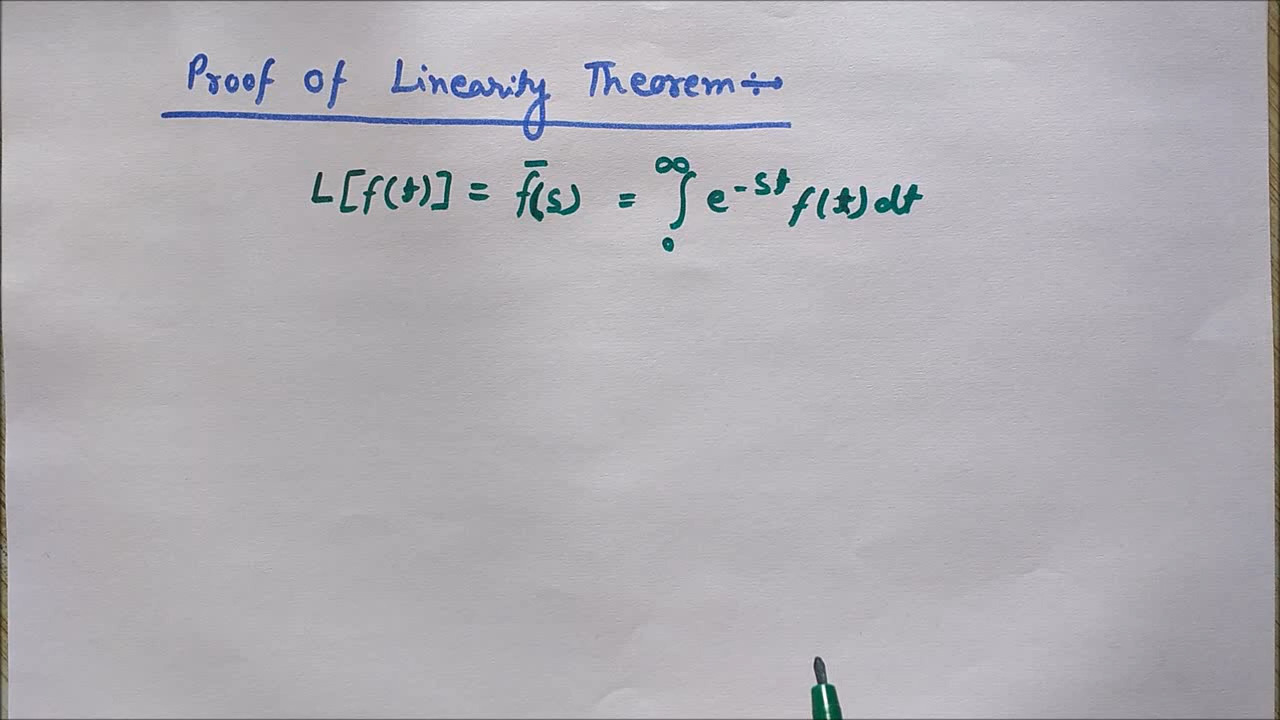 Proof of Linearity Theorem÷
L[f(t)] = f̄(s) = ∫₀^∞ e^{-st} f(t) dt